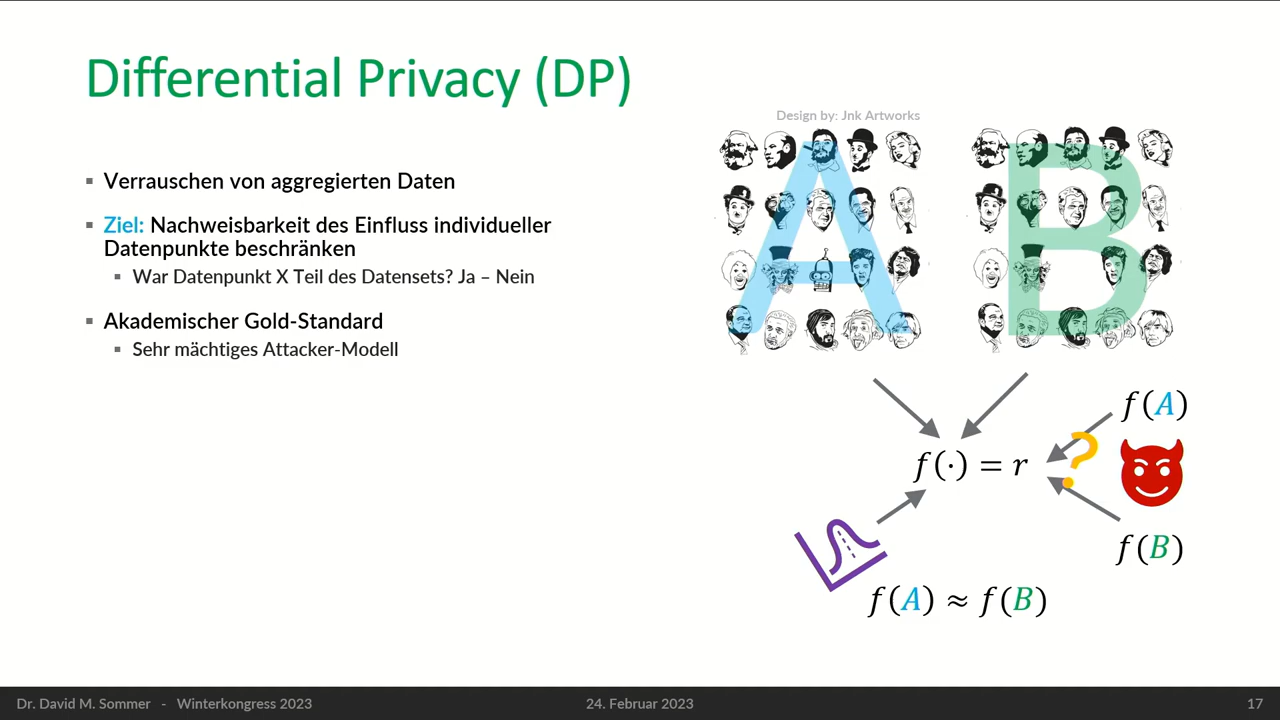 Differential Privacy (DP)
Design by: Jnk Artworks
A
B
Verrauschen von aggregierten Daten
Ziel: Nachweisbarkeit des Einfluss individueller
Datenpunkte beschränken
War Datenpunkt X Teil des Datensets? Ja – Nein
Akademischer Gold-Standard
Sehr mächtiges Attacker-Modell
f(A)
f(·) = r
?
f(B)
f(A) ≈ f(B)
Dr. David M. Sommer - Winterkongress 2023
24. Februar 2023
17